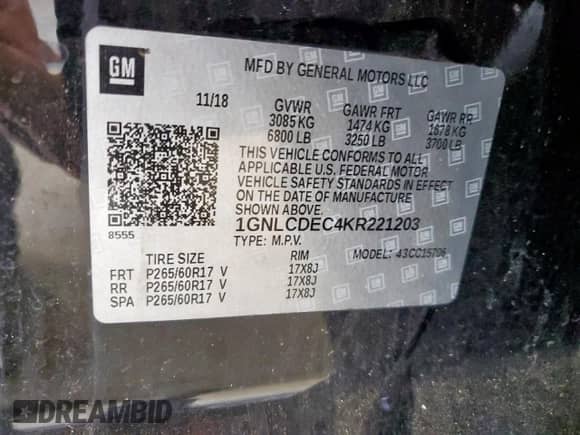 GM
MFD BY GENERAL MOTORS LLC
11/18 GVWR GAWR FRT GAWR RR
3085 KG 1474 KG 1678 KG
6800 LB 3250 LB 3700 LB
THIS VEHICLE CONFORMS TO ALL
APPLICABLE U.S. FEDERAL MOTOR
VEHICLE SAFETY STANDARDS IN EFFECT
ON THE DATE OF MANUFACTURE
SHOWN ABOVE
8555 1GNLCDEC4KR221203
TYPE: M.P.V. MODEL: 43CC15706
TIRE SIZE RIM
FRT P265/60R17 V 17X8J
RR P265/60R17 V 17X8J
SPA P265/60R17 V 17X8J
DREAMBID